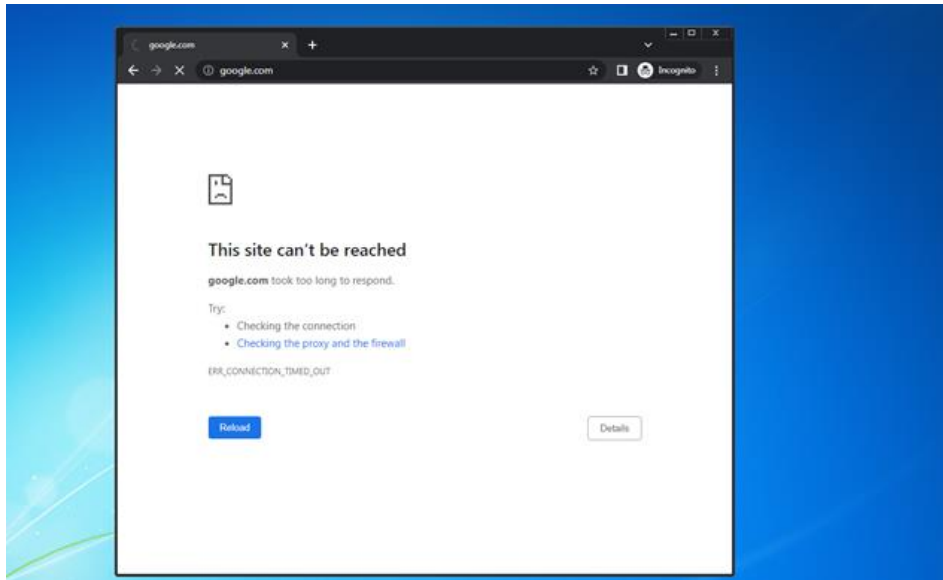 google.com
google.com
Incognito
This site can't be reached
google.com took too long to respond.
Try:
Checking the connection
Checking the proxy and the firewall
ERR_CONNECTION_TIMED_OUT
Reload
Details